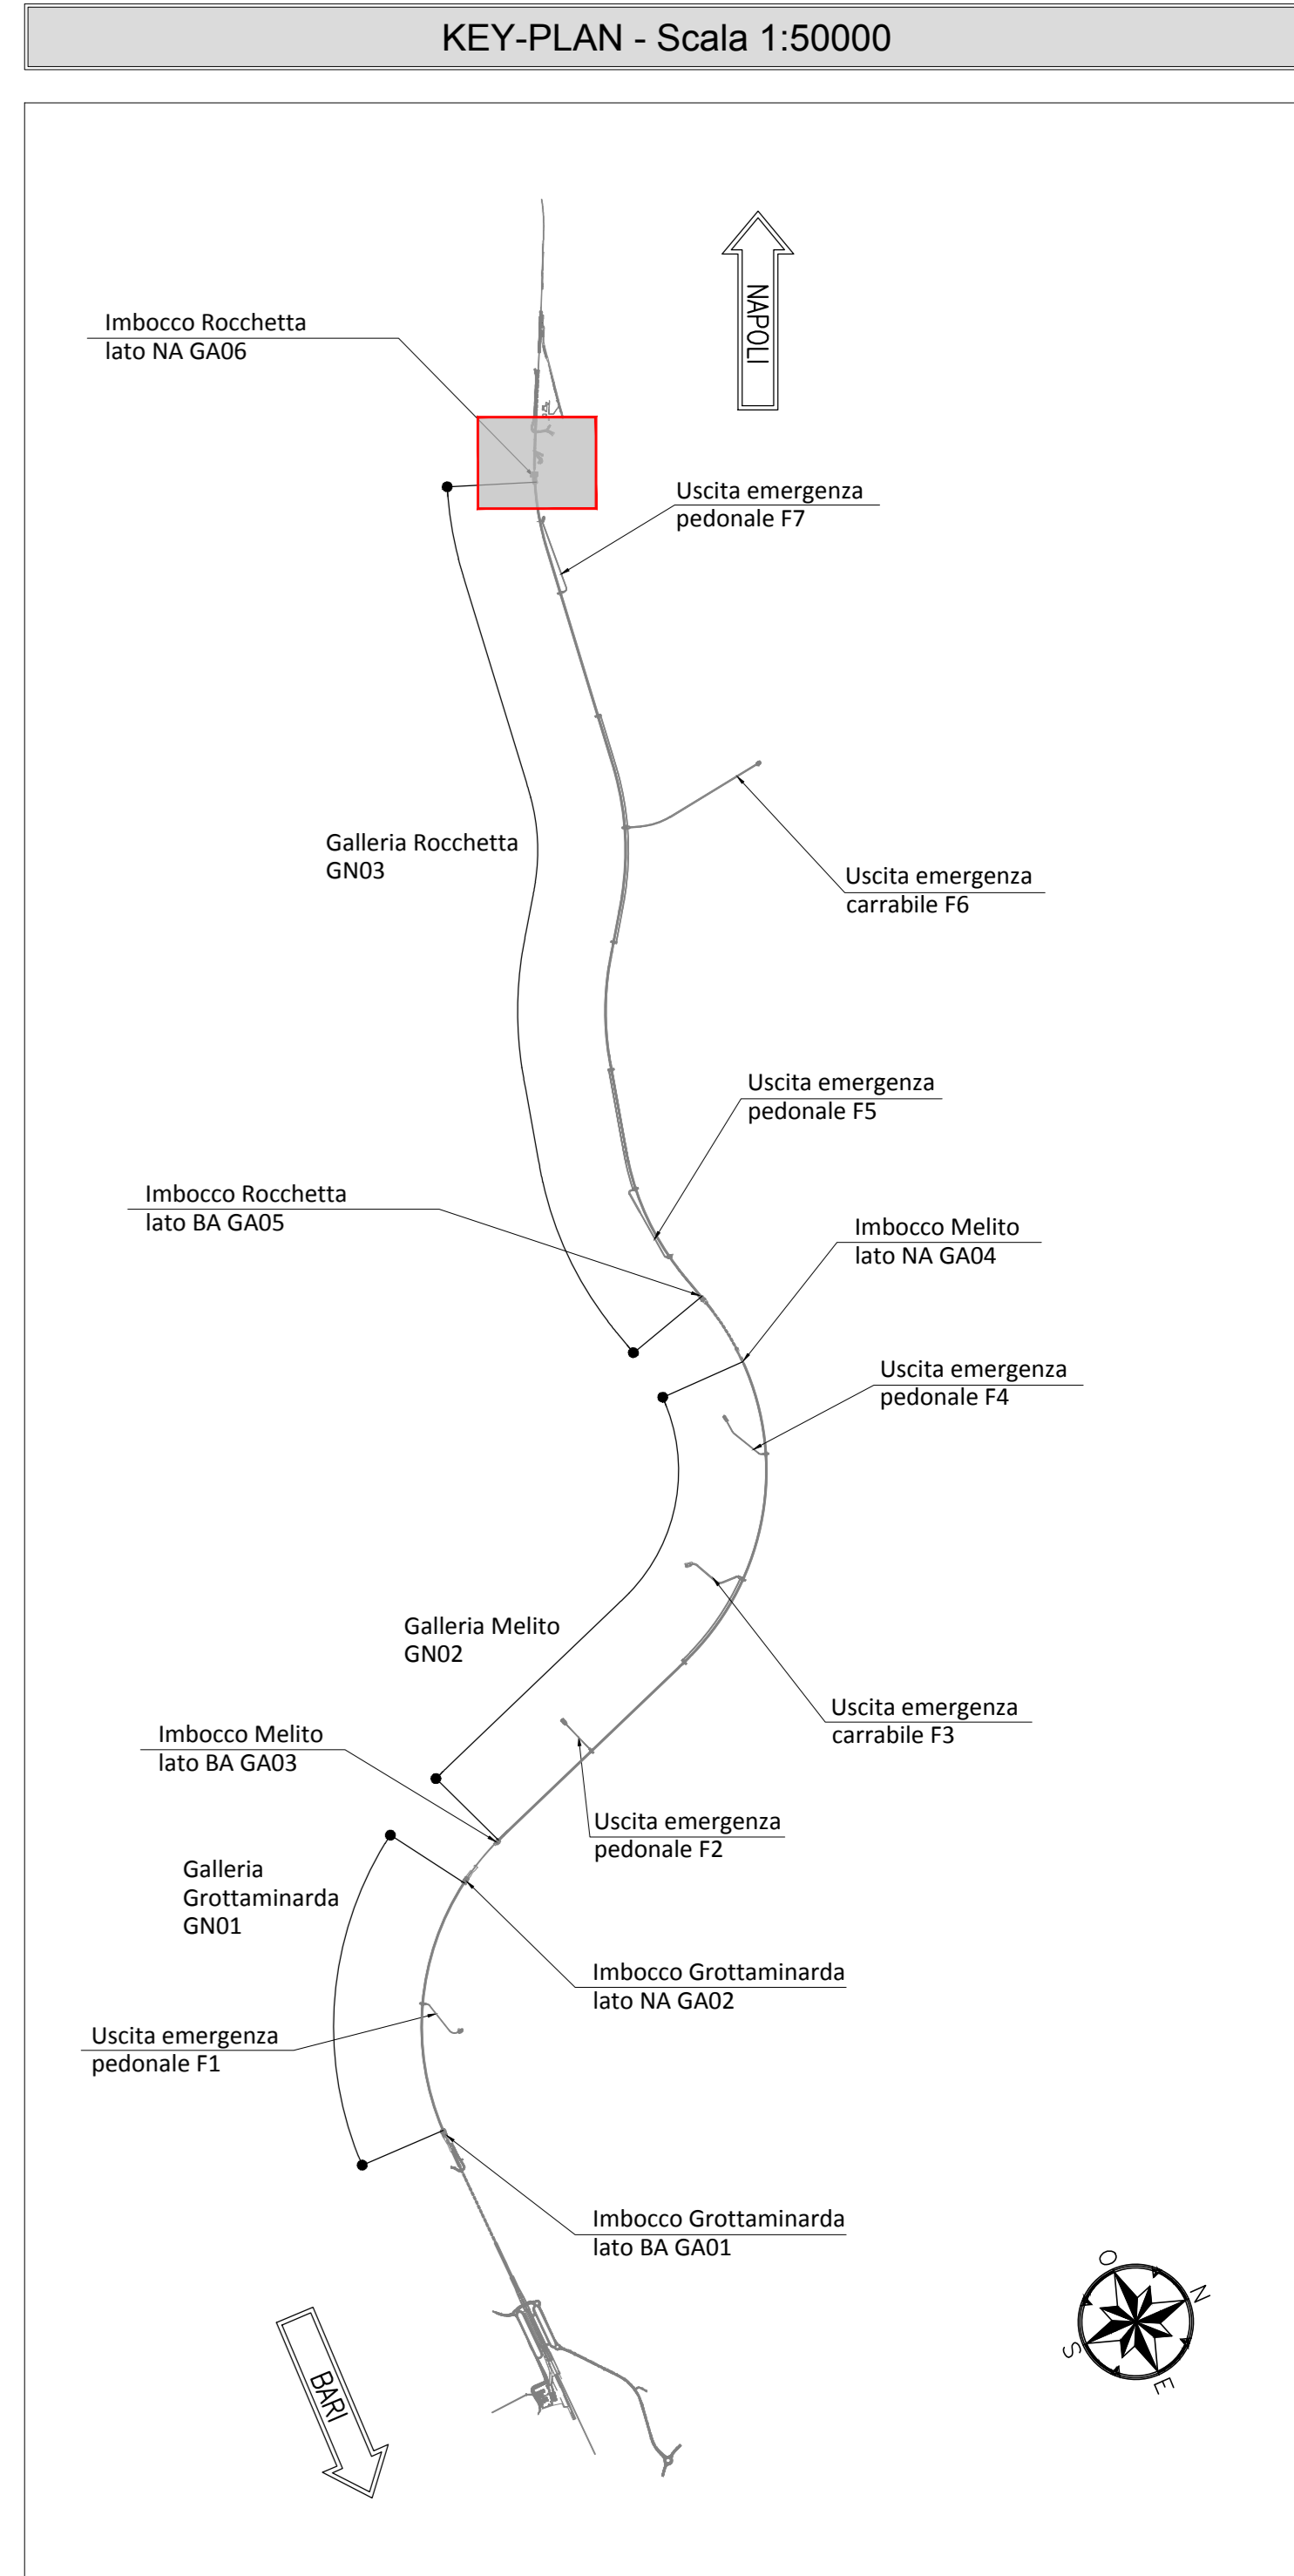 KEY-PLAN - Scala 1:50000
NAPOLI
Imbocco Rocchetta
lato NA GA06
Uscita emergenza
pedonale F7
Galleria Rocchetta
GN03
Uscita emergenza
carrabile F6
Uscita emergenza
pedonale F5
Imbocco Rocchetta
lato BA GA05
Imbocco Melito
lato NA GA04
Uscita emergenza
pedonale F4
Galleria Melito
GN02
Uscita emergenza
carrabile F3
Imbocco Melito
lato BA GA03
Uscita emergenza
pedonale F2
Galleria
Grottaminarda
GN01
Imbocco Grottaminarda
lato NA GA02
Uscita emergenza
pedonale F1
Imbocco Grottaminarda
lato BA GA01
O
N
S
E
BARI